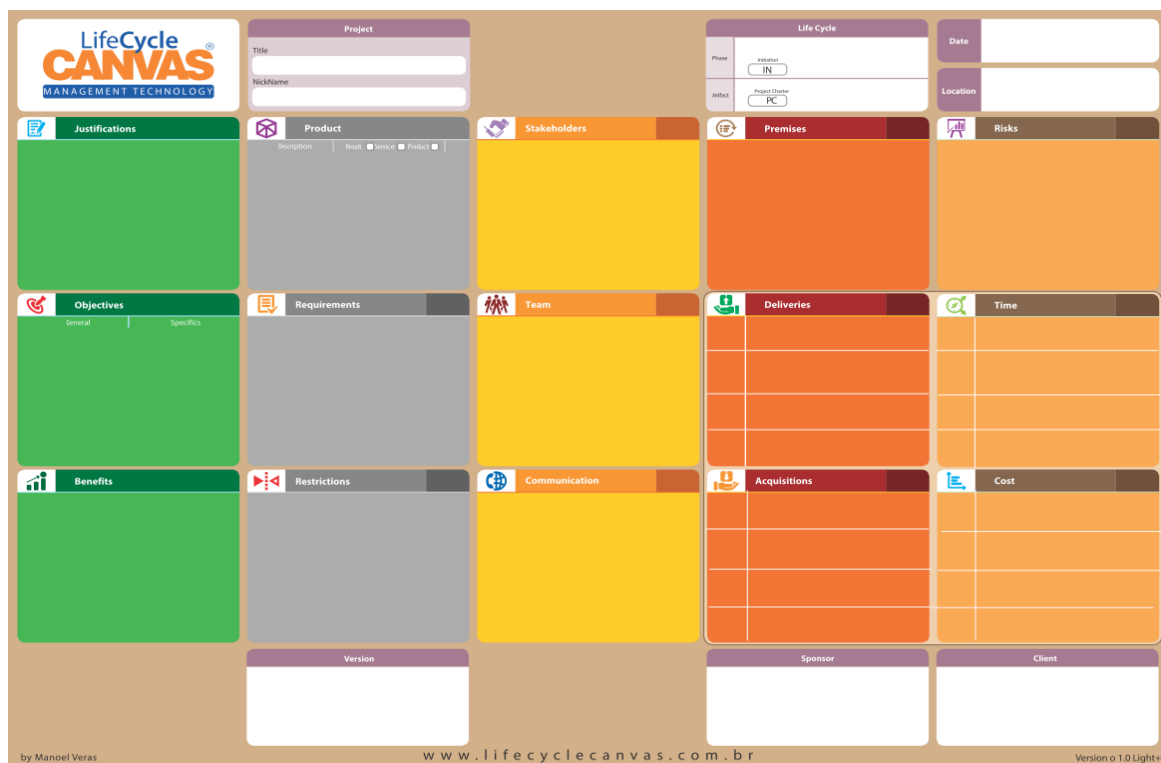 LifeCycle ®
CANVAS
MANAGEMENT TECHNOLOGY
Project
Title
NickName
Life Cycle
Phase
Initiation
IN
Artifact
Project Charter
PC
Date
Location
Justifications
Product
Description Result Service Product
Stakeholders
Premises
Risks
Objectives
General Specifics
Requirements
Team
Deliveries
Time
Benefits
Restrictions
Communication
Acquisitions
Cost
Version
Sponsor
Client
by Manoel Veras
www.lifecyclecanvas.com.br
Version o 1.0 Light+